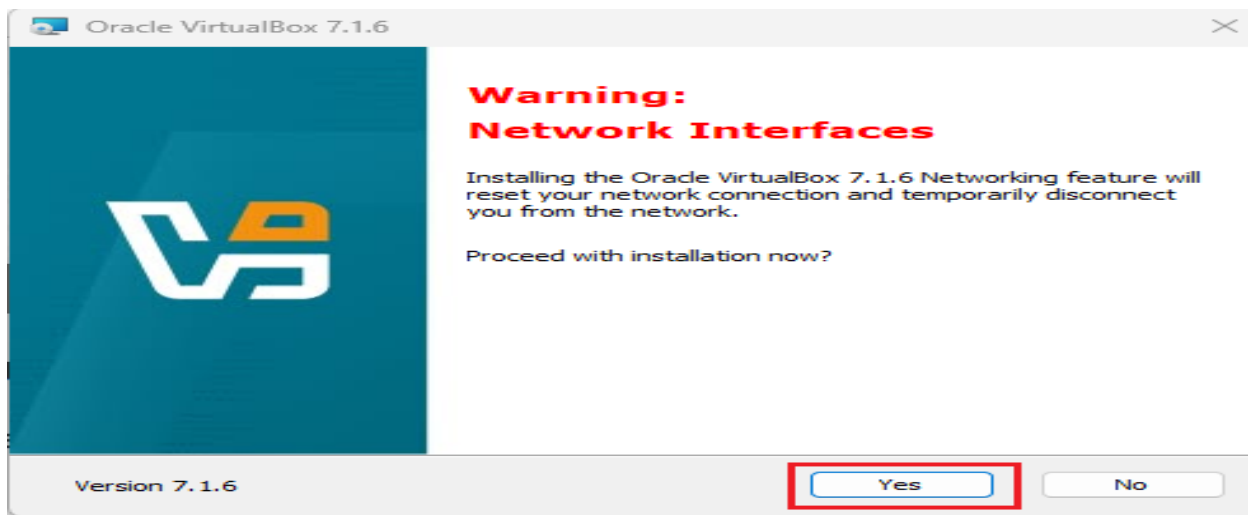 Oracle VirtualBox 7.1.6
Warning:
Network Interfaces
Installing the Oracle VirtualBox 7.1.6 Networking feature will
reset your network connection and temporarily disconnect
you from the network.
Proceed with installation now?
Version 7.1.6
Yes
No